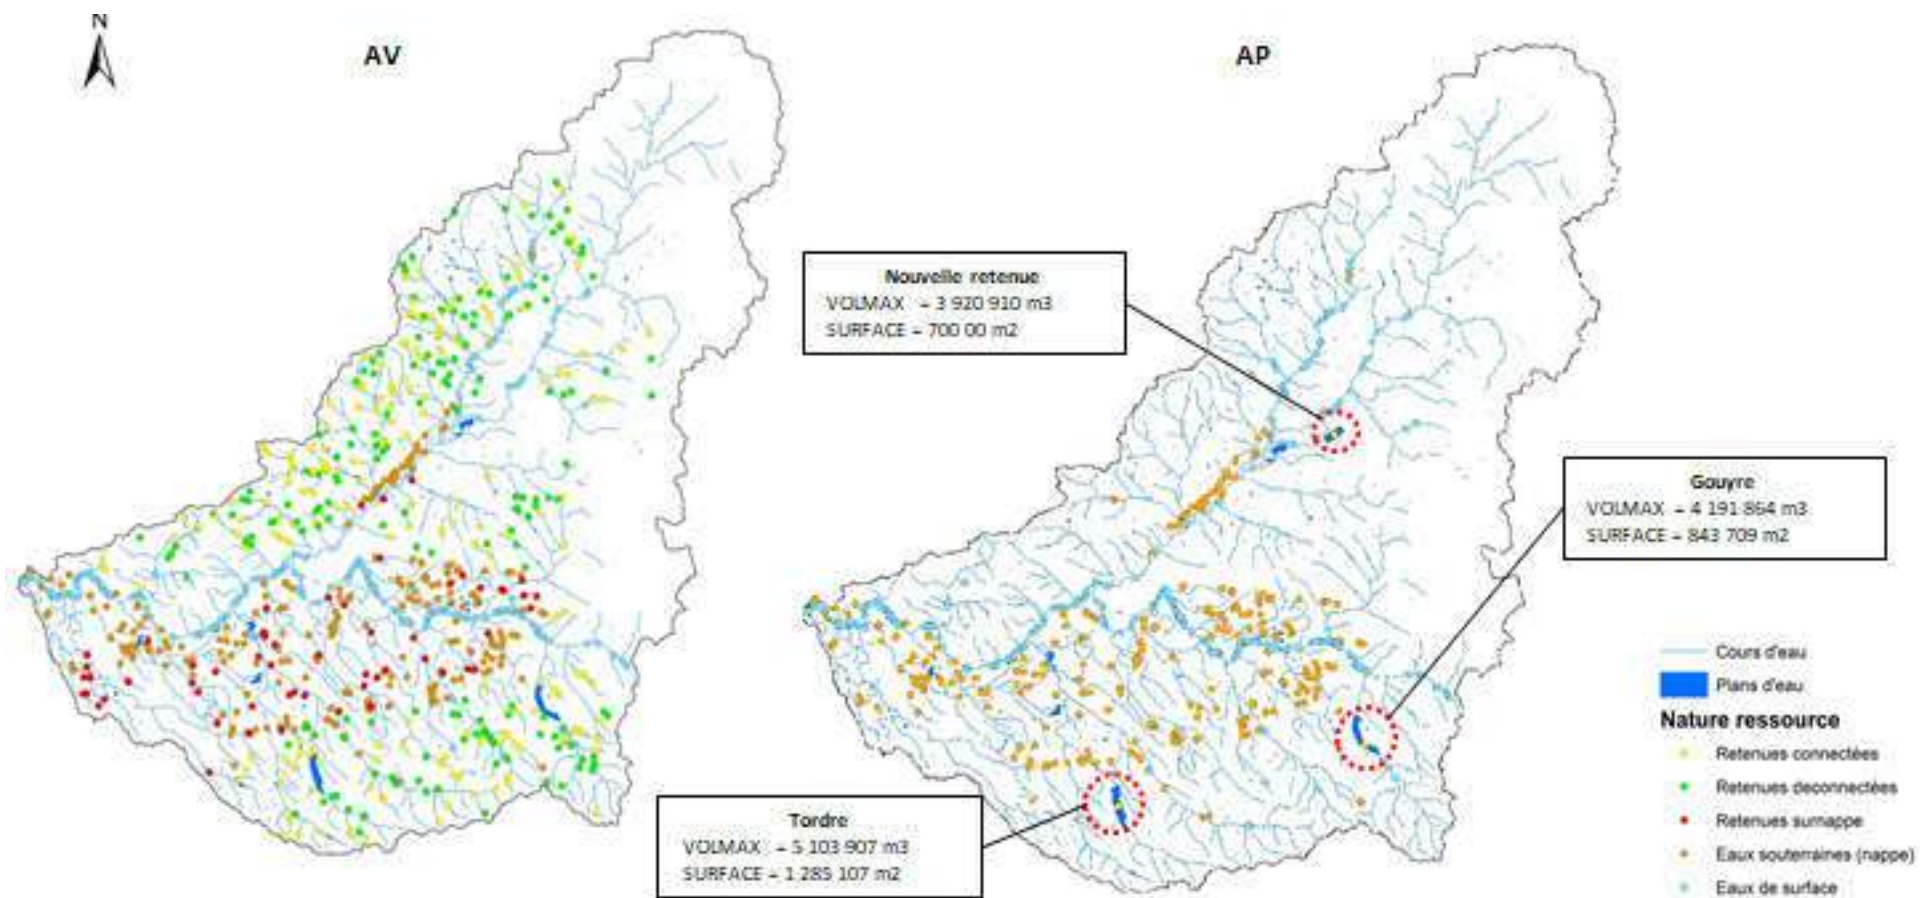 N
AV
AP
Nouvelle retenue
VOLMAX = 3 920 910 m3
SURFACE = 700 00 m2
Gouyre
VOLMAX = 4 191 864 m3
SURFACE = 843 709 m2
Tordre
VOLMAX = 5 103 907 m3
SURFACE = 1 285 107 m2
Cours d'eau
Plans d'eau
Nature ressource
Retenues connectées
Retenues deconnectées
Retenues surnappe
Eaux souterraines (nappe)
Eaux de surface